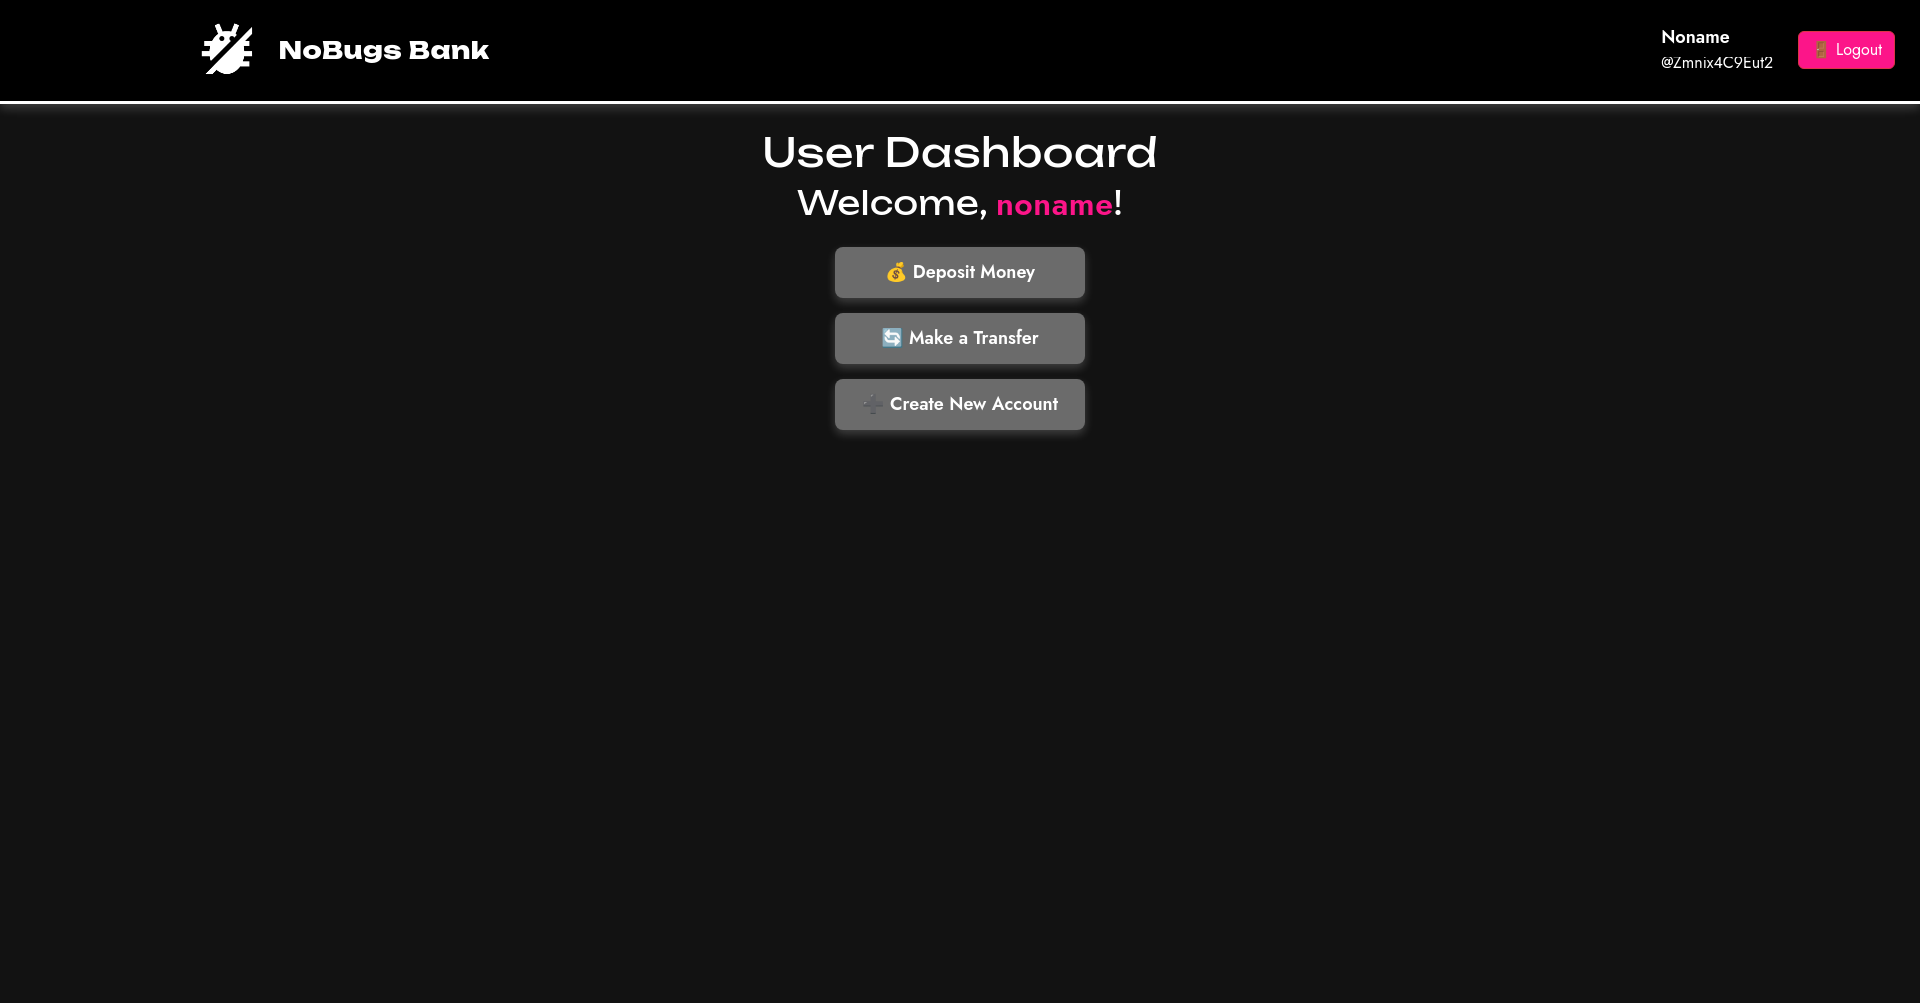 NoBugs Bank
Noname
@Zmnix4C9Eut2
🚪 Logout
User Dashboard
Welcome, noname!
💰 Deposit Money
🔄 Make a Transfer
➕ Create New Account